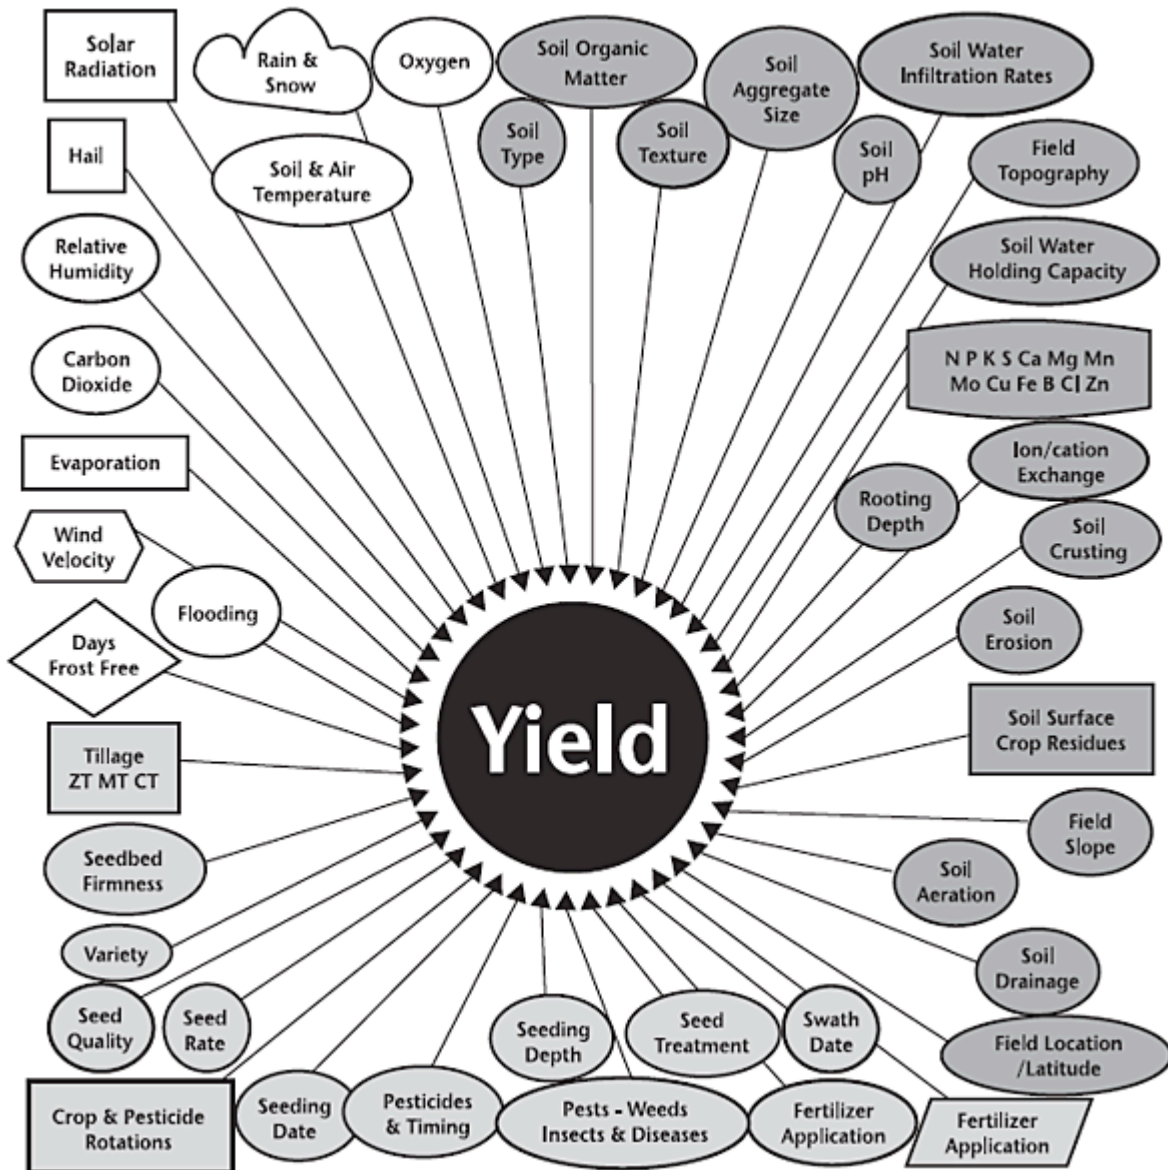 Solar
Radiation
Rain &
Snow
Oxygen
Soil Organic
Matter
Soil
Aggregate
Size
Soil Water
Infiltration Rates
Hail
Soil & Air
Temperature
Soil
Type
Soil
Texture
Soil
pH
Field
Topography
Relative
Humidity
Soil Water
Holding Capacity
Carbon
Dioxide
N P K S Ca Mg Mn
Mo Cu Fe B Cl Zn
Evaporation
Ion/cation
Exchange
Rooting
Depth
Wind
Velocity
Soil
Crusting
Flooding
Days
Frost Free
Soil
Erosion
Yield
Soil Surface
Crop Residues
Tillage
ZT MT CT
Field
Slope
Seedbed
Firmness
Soil
Aeration
Variety
Soil
Drainage
Seed
Quality
Seed
Rate
Seeding
Depth
Seed
Treatment
Swath
Date
Field Location
/Latitude
Crop & Pesticide
Rotations
Seeding
Date
Pesticides
& Timing
Pests - Weeds
Insects & Diseases
Fertilizer
Application
Fertilizer
Application